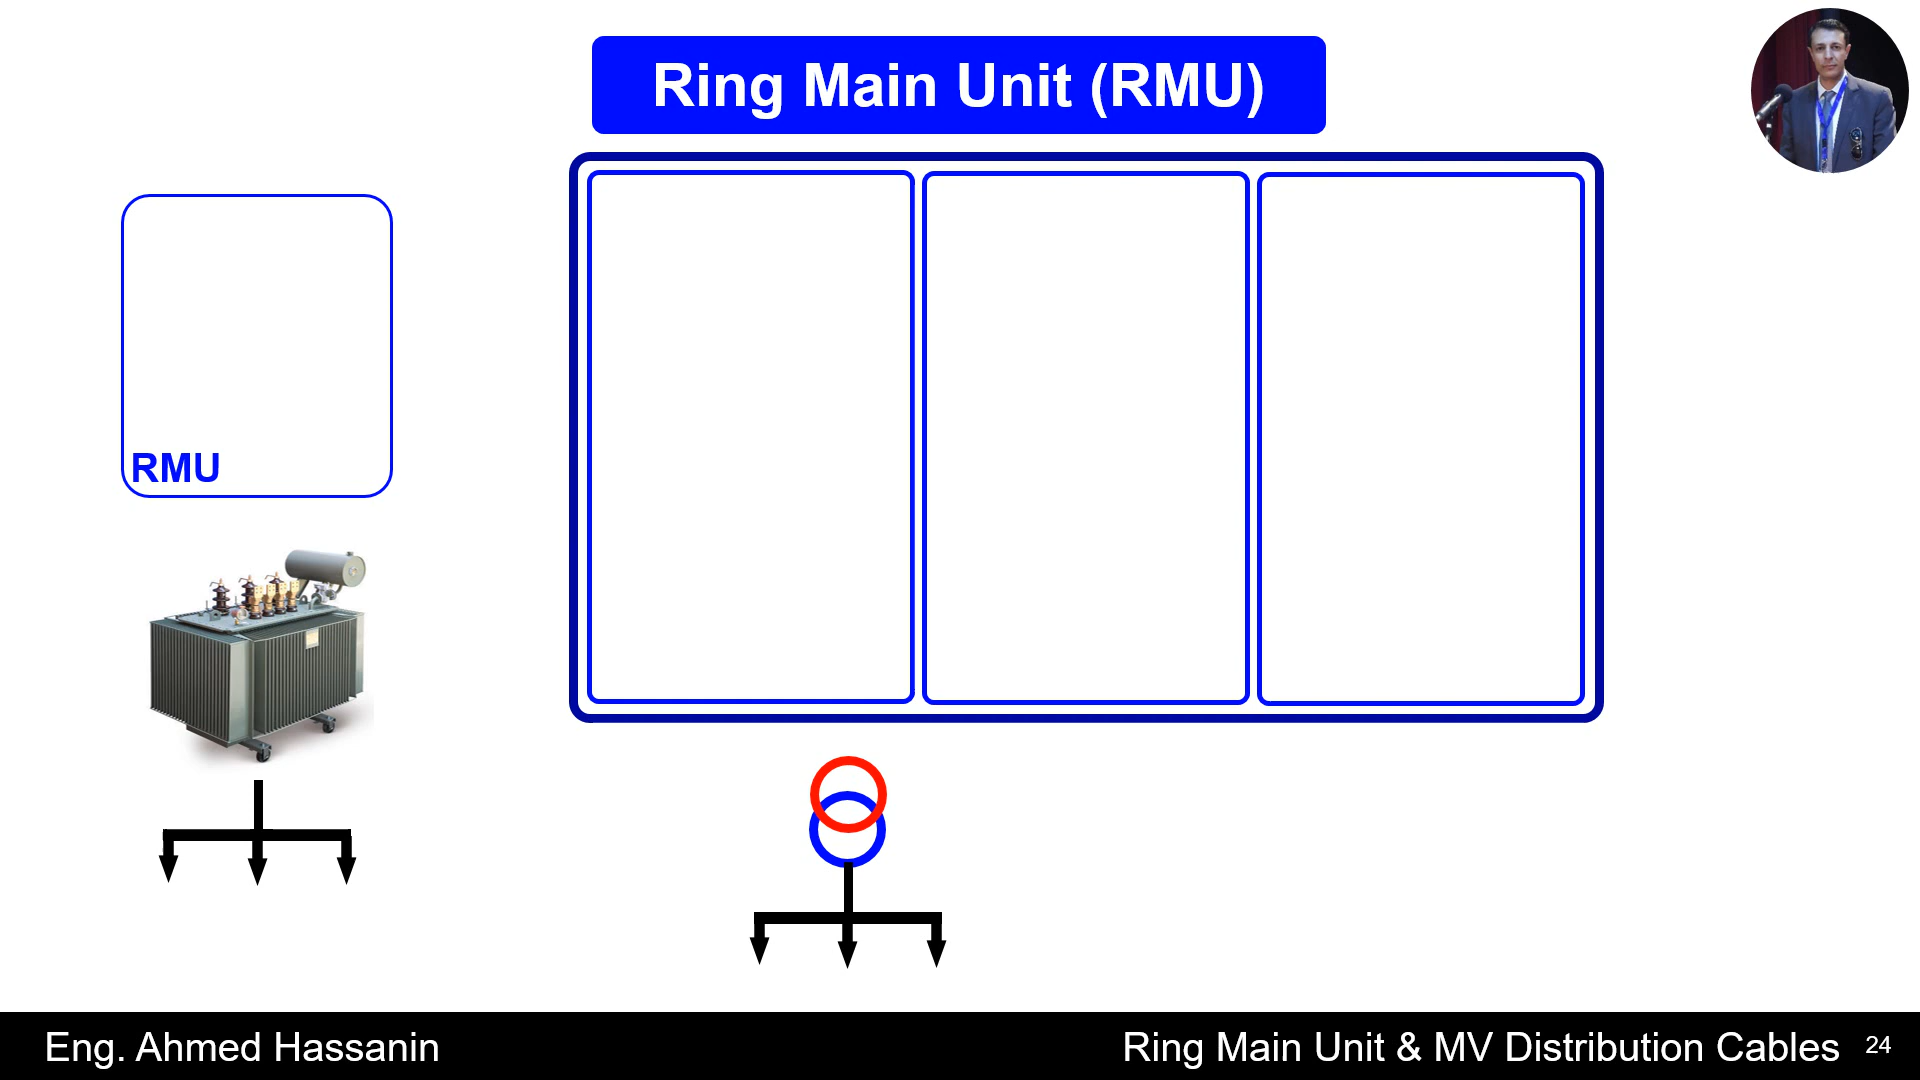 Ring Main Unit (RMU)
RMU
Eng. Ahmed Hassanin
Ring Main Unit & MV Distribution Cables
24